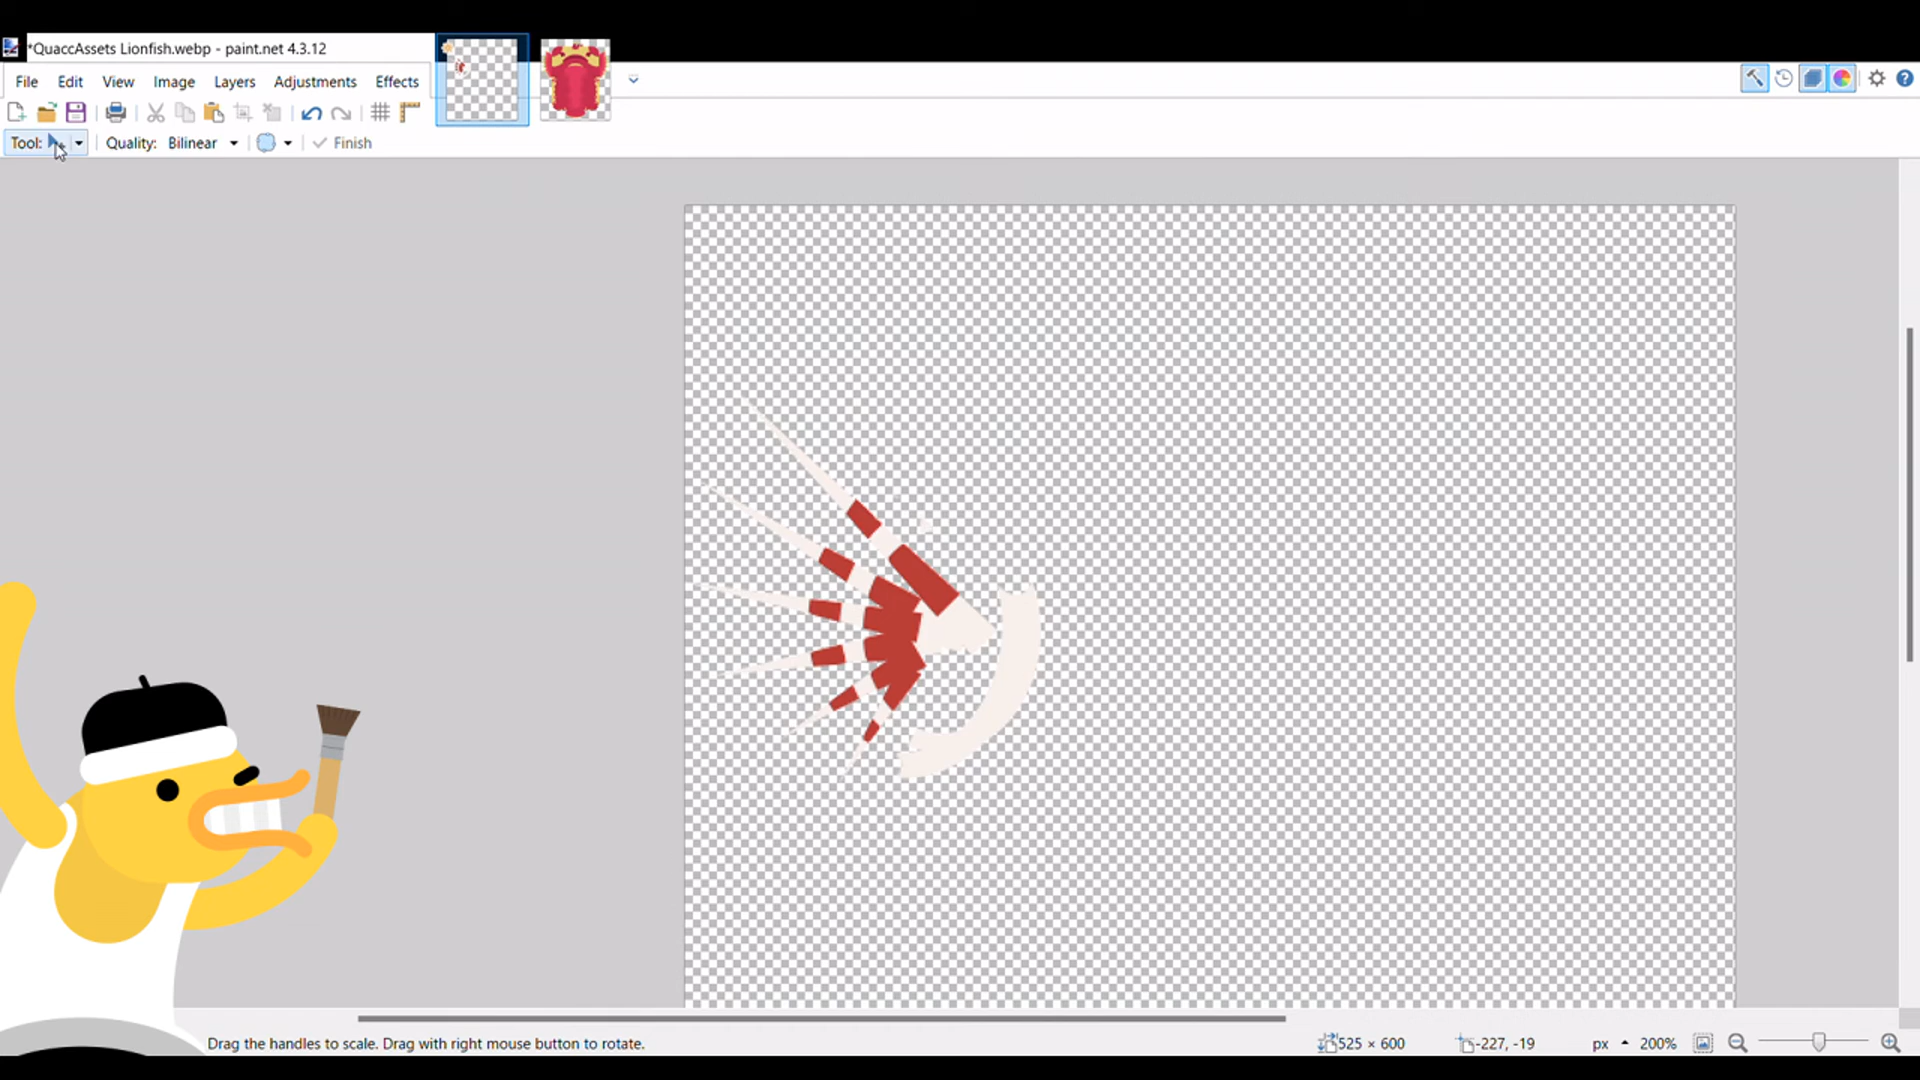 *QuaccAssets Lionfish.webp - paint.net 4.3.12
File Edit View Image Layers Adjustments Effects
Tool: Quality: Bilinear Finish
Drag the handles to scale. Drag with right mouse button to rotate. 525 × 600 -227, -19 px 200%